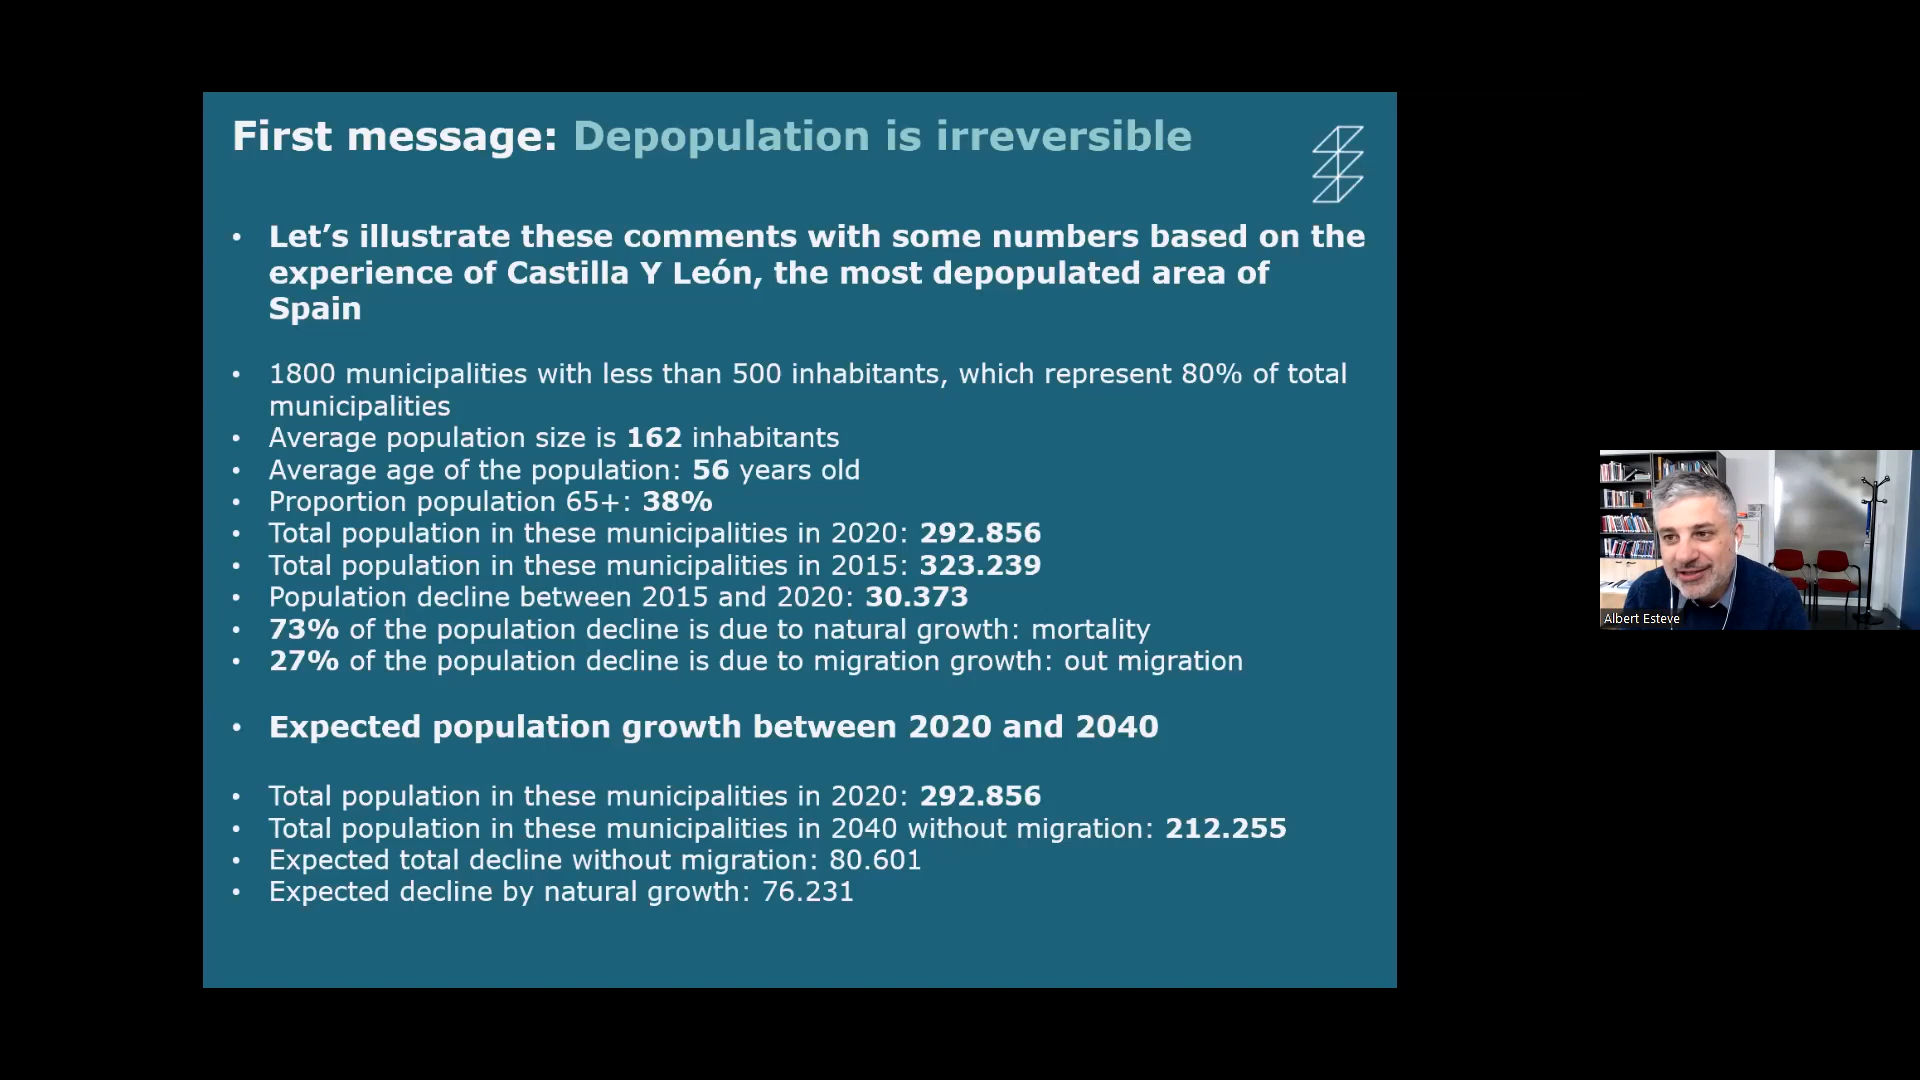 First message: Depopulation is irreversible
• Let’s illustrate these comments with some numbers based on the
experience of Castilla Y León, the most depopulated area of
Spain
• 1800 municipalities with less than 500 inhabitants, which represent 80% of total
municipalities
• Average population size is 162 inhabitants
• Average age of the population: 56 years old
• Proportion population 65+: 38%
• Total population in these municipalities in 2020: 292.856
• Total population in these municipalities in 2015: 323.239
• Population decline between 2015 and 2020: 30.373
• 73% of the population decline is due to natural growth: mortality
• 27% of the population decline is due to migration growth: out migration
• Expected population growth between 2020 and 2040
• Total population in these municipalities in 2020: 292.856
• Total population in these municipalities in 2040 without migration: 212.255
• Expected total decline without migration: 80.601
• Expected decline by natural growth: 76.231
Albert Esteve